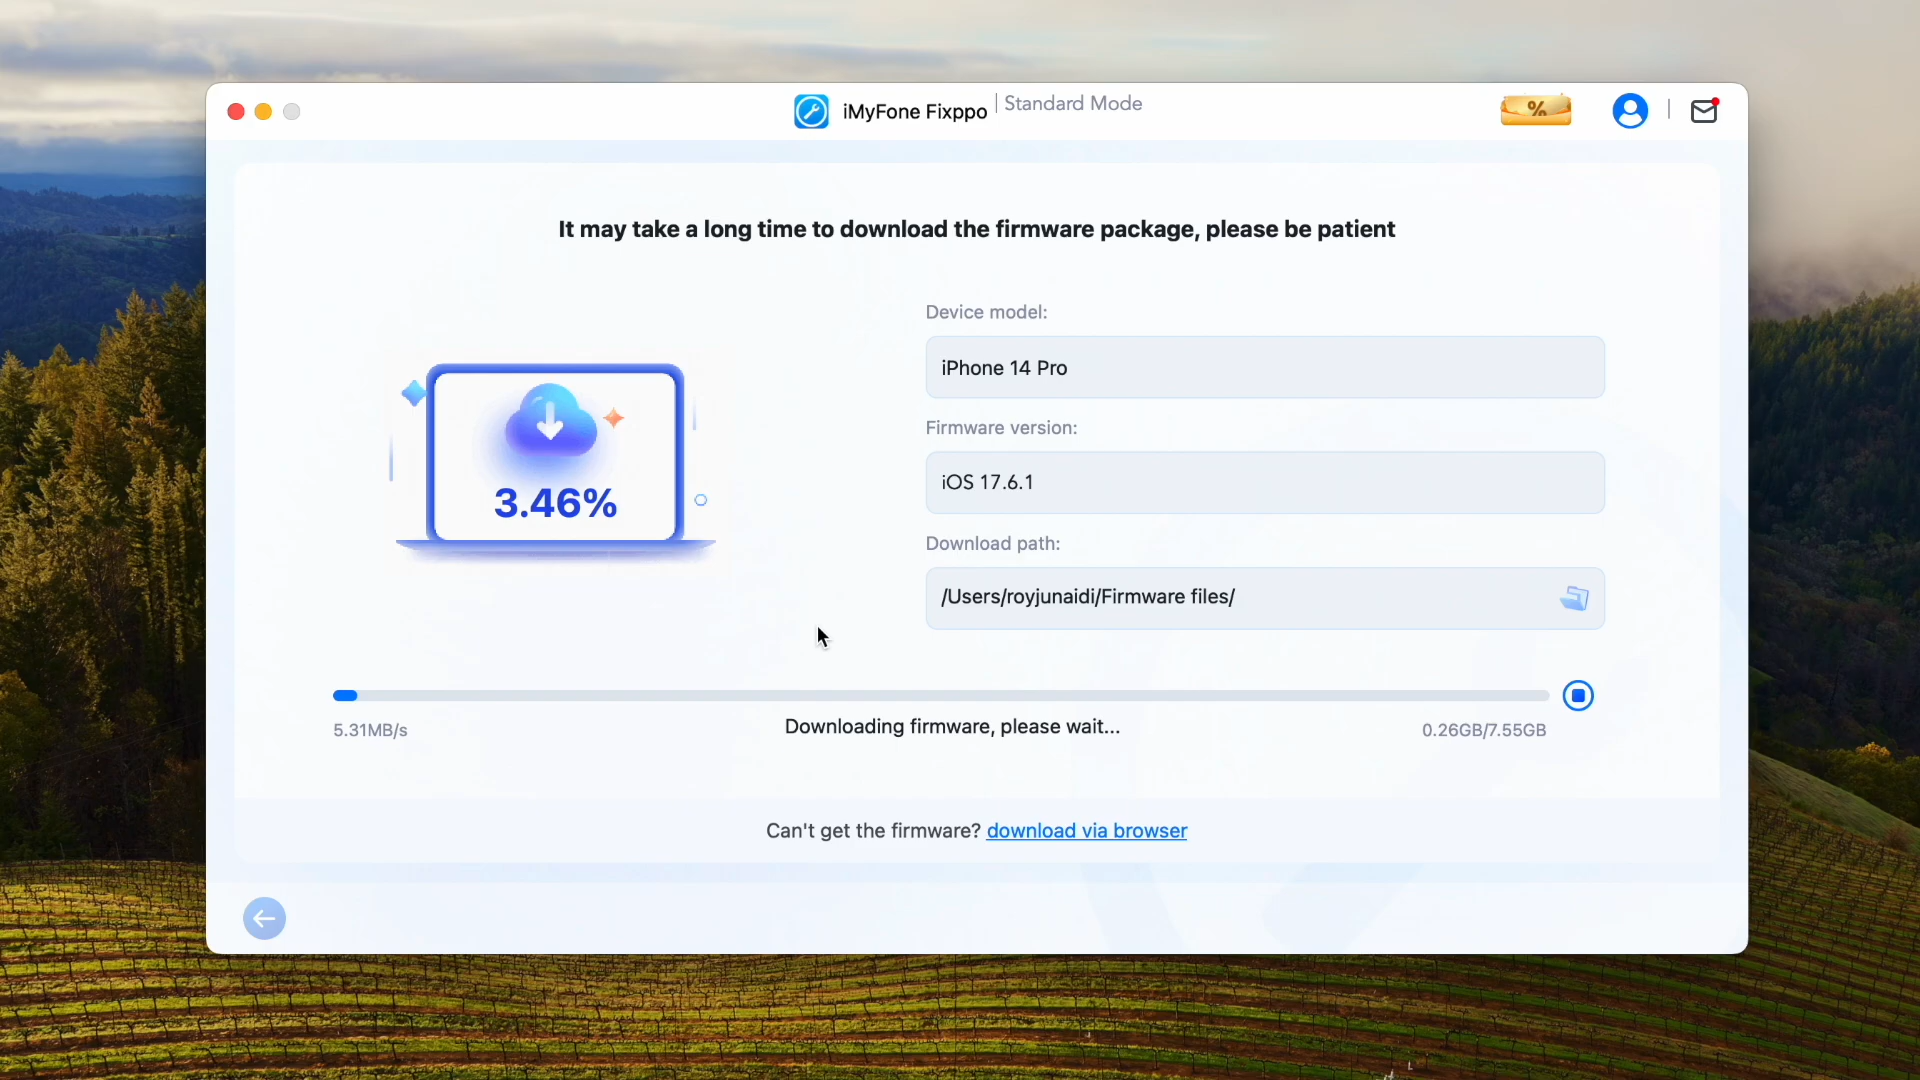 iMyFone Fixppo | Standard Mode
%
It may take a long time to download the firmware package, please be patient
3.46%
Device model:
iPhone 14 Pro
Firmware version:
iOS 17.6.1
Download path:
/Users/royjunaidi/Firmware files/
5.31MB/s
Downloading firmware, please wait...
0.26GB/7.55GB
Can't get the firmware? download via browser